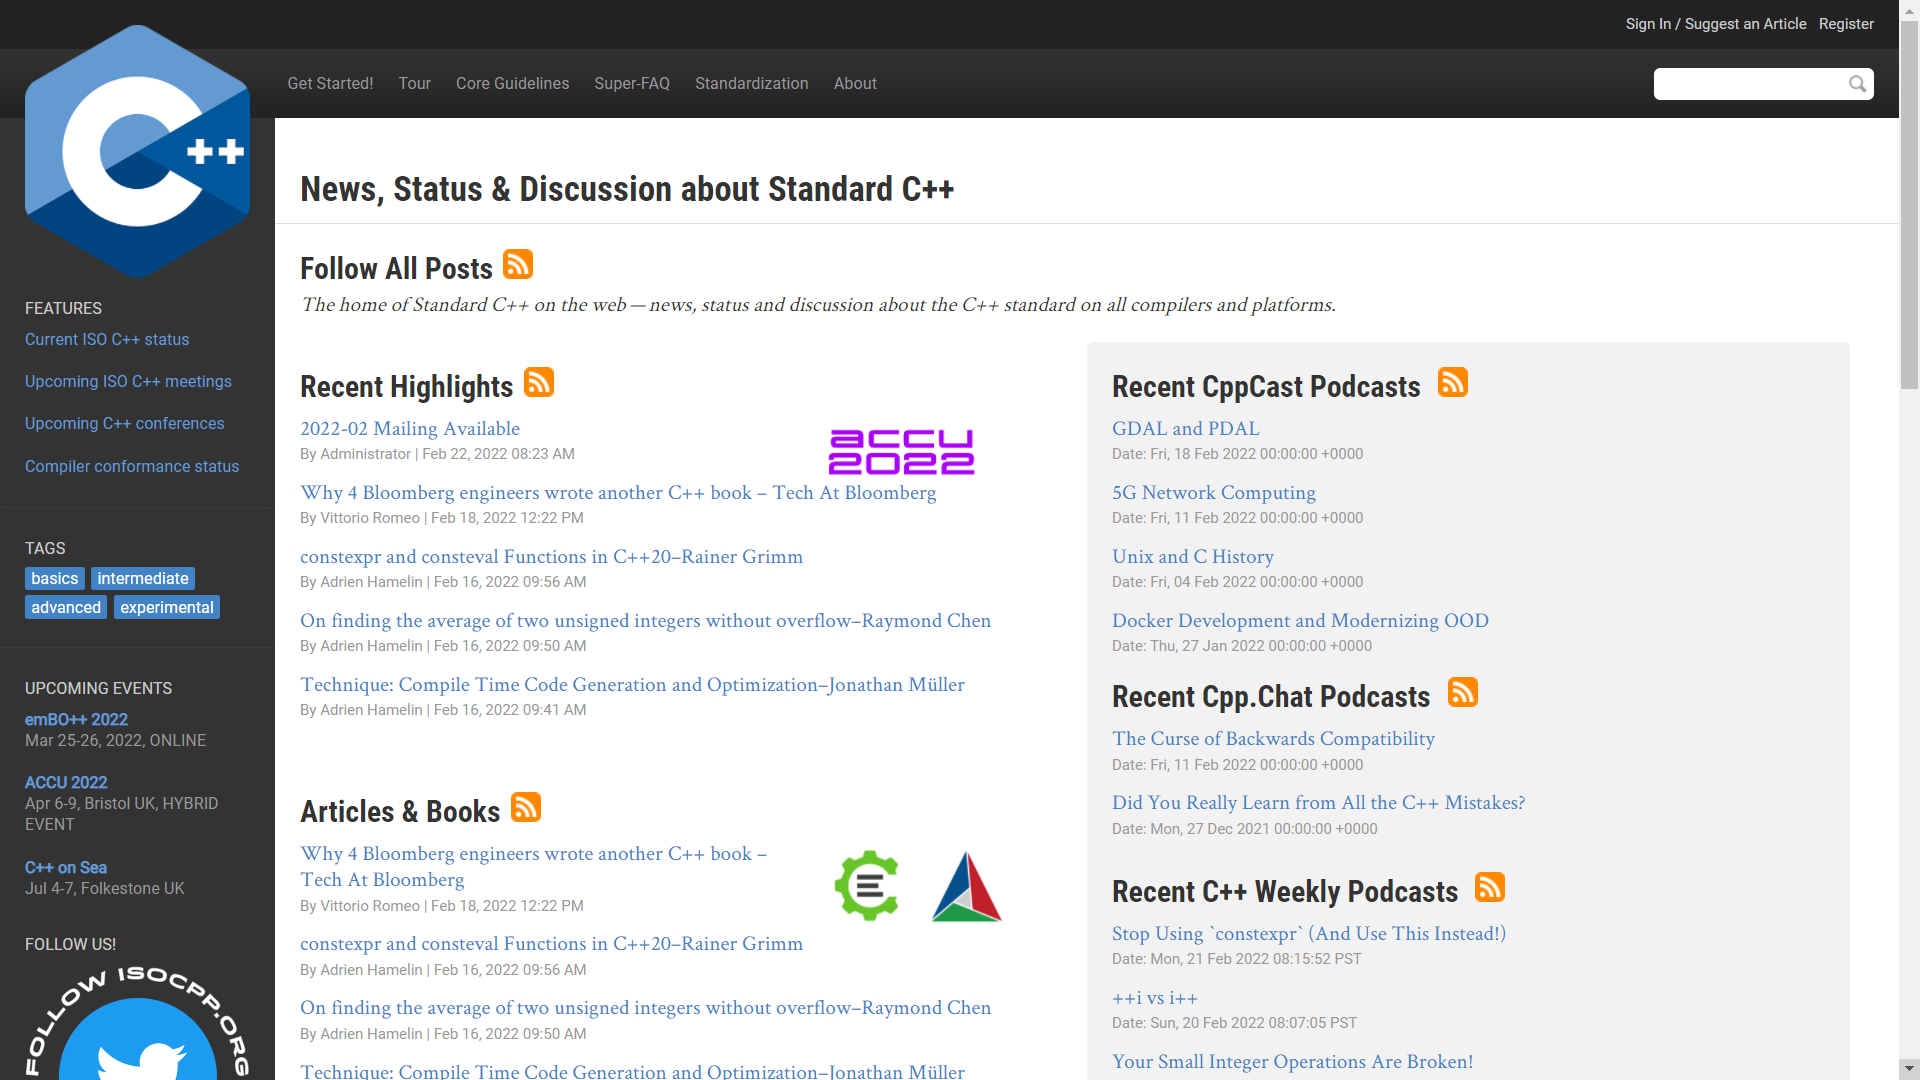 Sign In / Suggest an Article Register
Get Started! Tour Core Guidelines Super-FAQ Standardization About
C++
FEATURES
Current ISO C++ status
Upcoming ISO C++ meetings
Upcoming C++ conferences
Compiler conformance status
TAGS
basics intermediate
advanced experimental
UPCOMING EVENTS
emBO++ 2022
Mar 25-26, 2022, ONLINE
ACCU 2022
Apr 6-9, Bristol UK, HYBRID
EVENT
C++ on Sea
Jul 4-7, Folkestone UK
FOLLOW US!
FOLLOW ISOCPP.ORG
News, Status & Discussion about Standard C++
Follow All Posts
The home of Standard C++ on the web — news, status and discussion about the C++ standard on all compilers and platforms.
Recent Highlights
2022-02 Mailing Available
By Administrator | Feb 22, 2022 08:23 AM
accu
2022
Why 4 Bloomberg engineers wrote another C++ book – Tech At Bloomberg
By Vittorio Romeo | Feb 18, 2022 12:22 PM
constexpr and consteval Functions in C++20–Rainer Grimm
By Adrien Hamelin | Feb 16, 2022 09:56 AM
On finding the average of two unsigned integers without overflow–Raymond Chen
By Adrien Hamelin | Feb 16, 2022 09:50 AM
Technique: Compile Time Code Generation and Optimization–Jonathan Müller
By Adrien Hamelin | Feb 16, 2022 09:41 AM
Articles & Books
Why 4 Bloomberg engineers wrote another C++ book –
Tech At Bloomberg
By Vittorio Romeo | Feb 18, 2022 12:22 PM
constexpr and consteval Functions in C++20–Rainer Grimm
By Adrien Hamelin | Feb 16, 2022 09:56 AM
On finding the average of two unsigned integers without overflow–Raymond Chen
By Adrien Hamelin | Feb 16, 2022 09:50 AM
Technique: Compile Time Code Generation and Optimization–Jonathan Müller
Recent CppCast Podcasts
GDAL and PDAL
Date: Fri, 18 Feb 2022 00:00:00 +0000
5G Network Computing
Date: Fri, 11 Feb 2022 00:00:00 +0000
Unix and C History
Date: Fri, 04 Feb 2022 00:00:00 +0000
Docker Development and Modernizing OOD
Date: Thu, 27 Jan 2022 00:00:00 +0000
Recent Cpp.Chat Podcasts
The Curse of Backwards Compatibility
Date: Fri, 11 Feb 2022 00:00:00 +0000
Did You Really Learn from All the C++ Mistakes?
Date: Mon, 27 Dec 2021 00:00:00 +0000
Recent C++ Weekly Podcasts
Stop Using `constexpr` (And Use This Instead!)
Date: Mon, 21 Feb 2022 08:15:52 PST
++i vs i++
Date: Sun, 20 Feb 2022 08:07:05 PST
Your Small Integer Operations Are Broken!